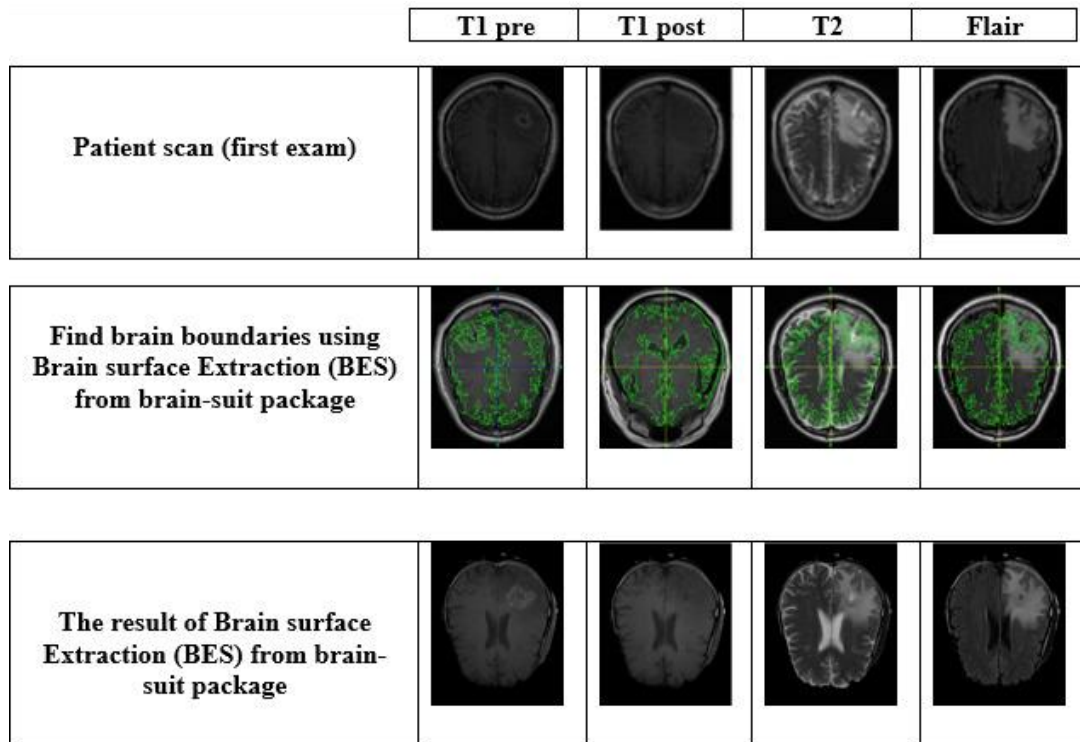 T1 pre T1 post T2 Flair
Patient scan (first exam)
Find brain boundaries using
Brain surface Extraction (BES)
from brain-suit package
The result of Brain surface
Extraction (BES) from brain-
suit package